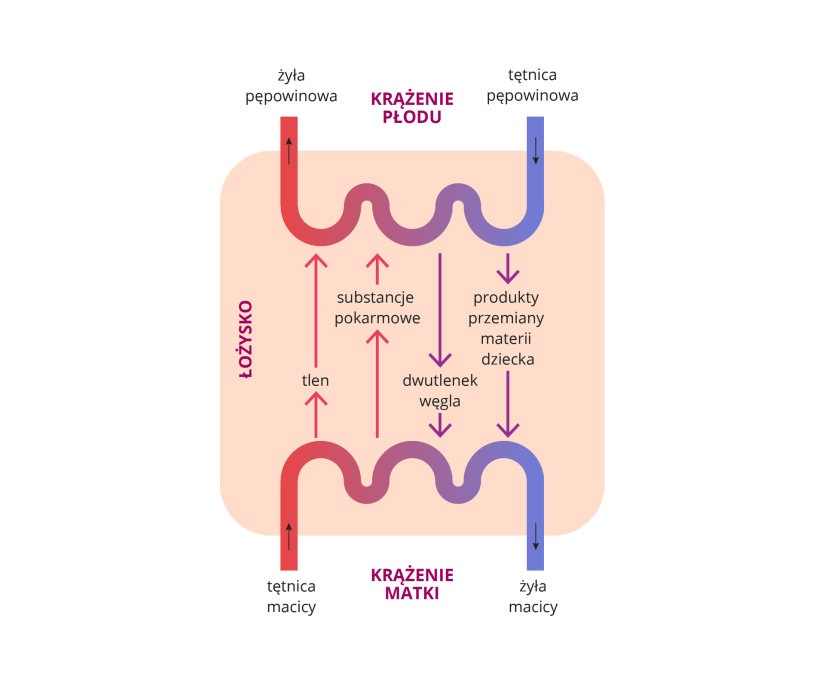 żyła
pępowinowa
KRĄŻENIE
PŁODU
tętnica
pępowinowa
ŁOŻYSKO
substancje
pokarmowe
produkty
przemiany
materii
dziecka
tlen
dwutlenek
węgla
tętnica
macicy
KRĄŻENIE
MATKI
żyła
macicy